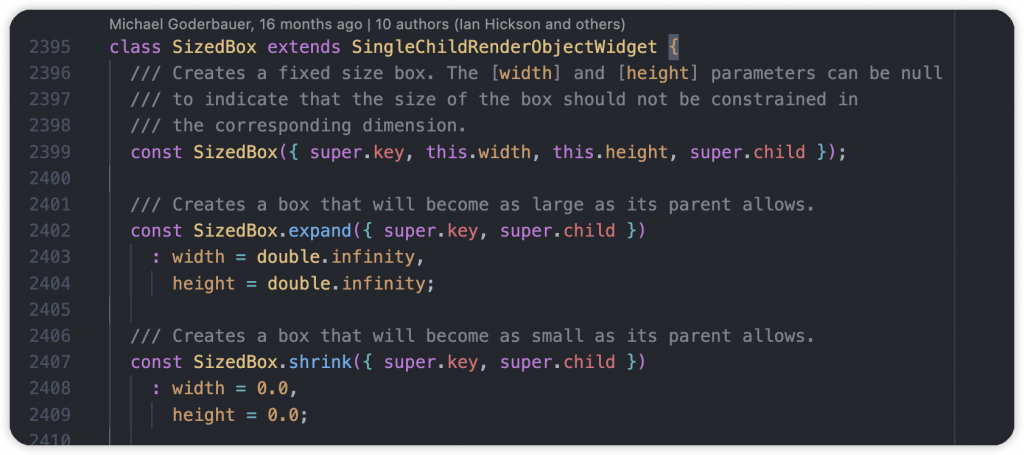 Michael Goderbauer, 16 months ago | 10 authors (Ian Hickson and others)
2395 class SizedBox extends SingleChildRenderObjectWidget {
2396   /// Creates a fixed size box. The [width] and [height] parameters can be null
2397   /// to indicate that the size of the box should not be constrained in
2398   /// the corresponding dimension.
2399   const SizedBox({ super.key, this.width, this.height, super.child });
2400
2401   /// Creates a box that will become as large as its parent allows.
2402   const SizedBox.expand({ super.key, super.child })
2403     : width = double.infinity,
2404       height = double.infinity;
2405
2406   /// Creates a box that will become as small as its parent allows.
2407   const SizedBox.shrink({ super.key, super.child })
2408     : width = 0.0,
2409       height = 0.0;
2410